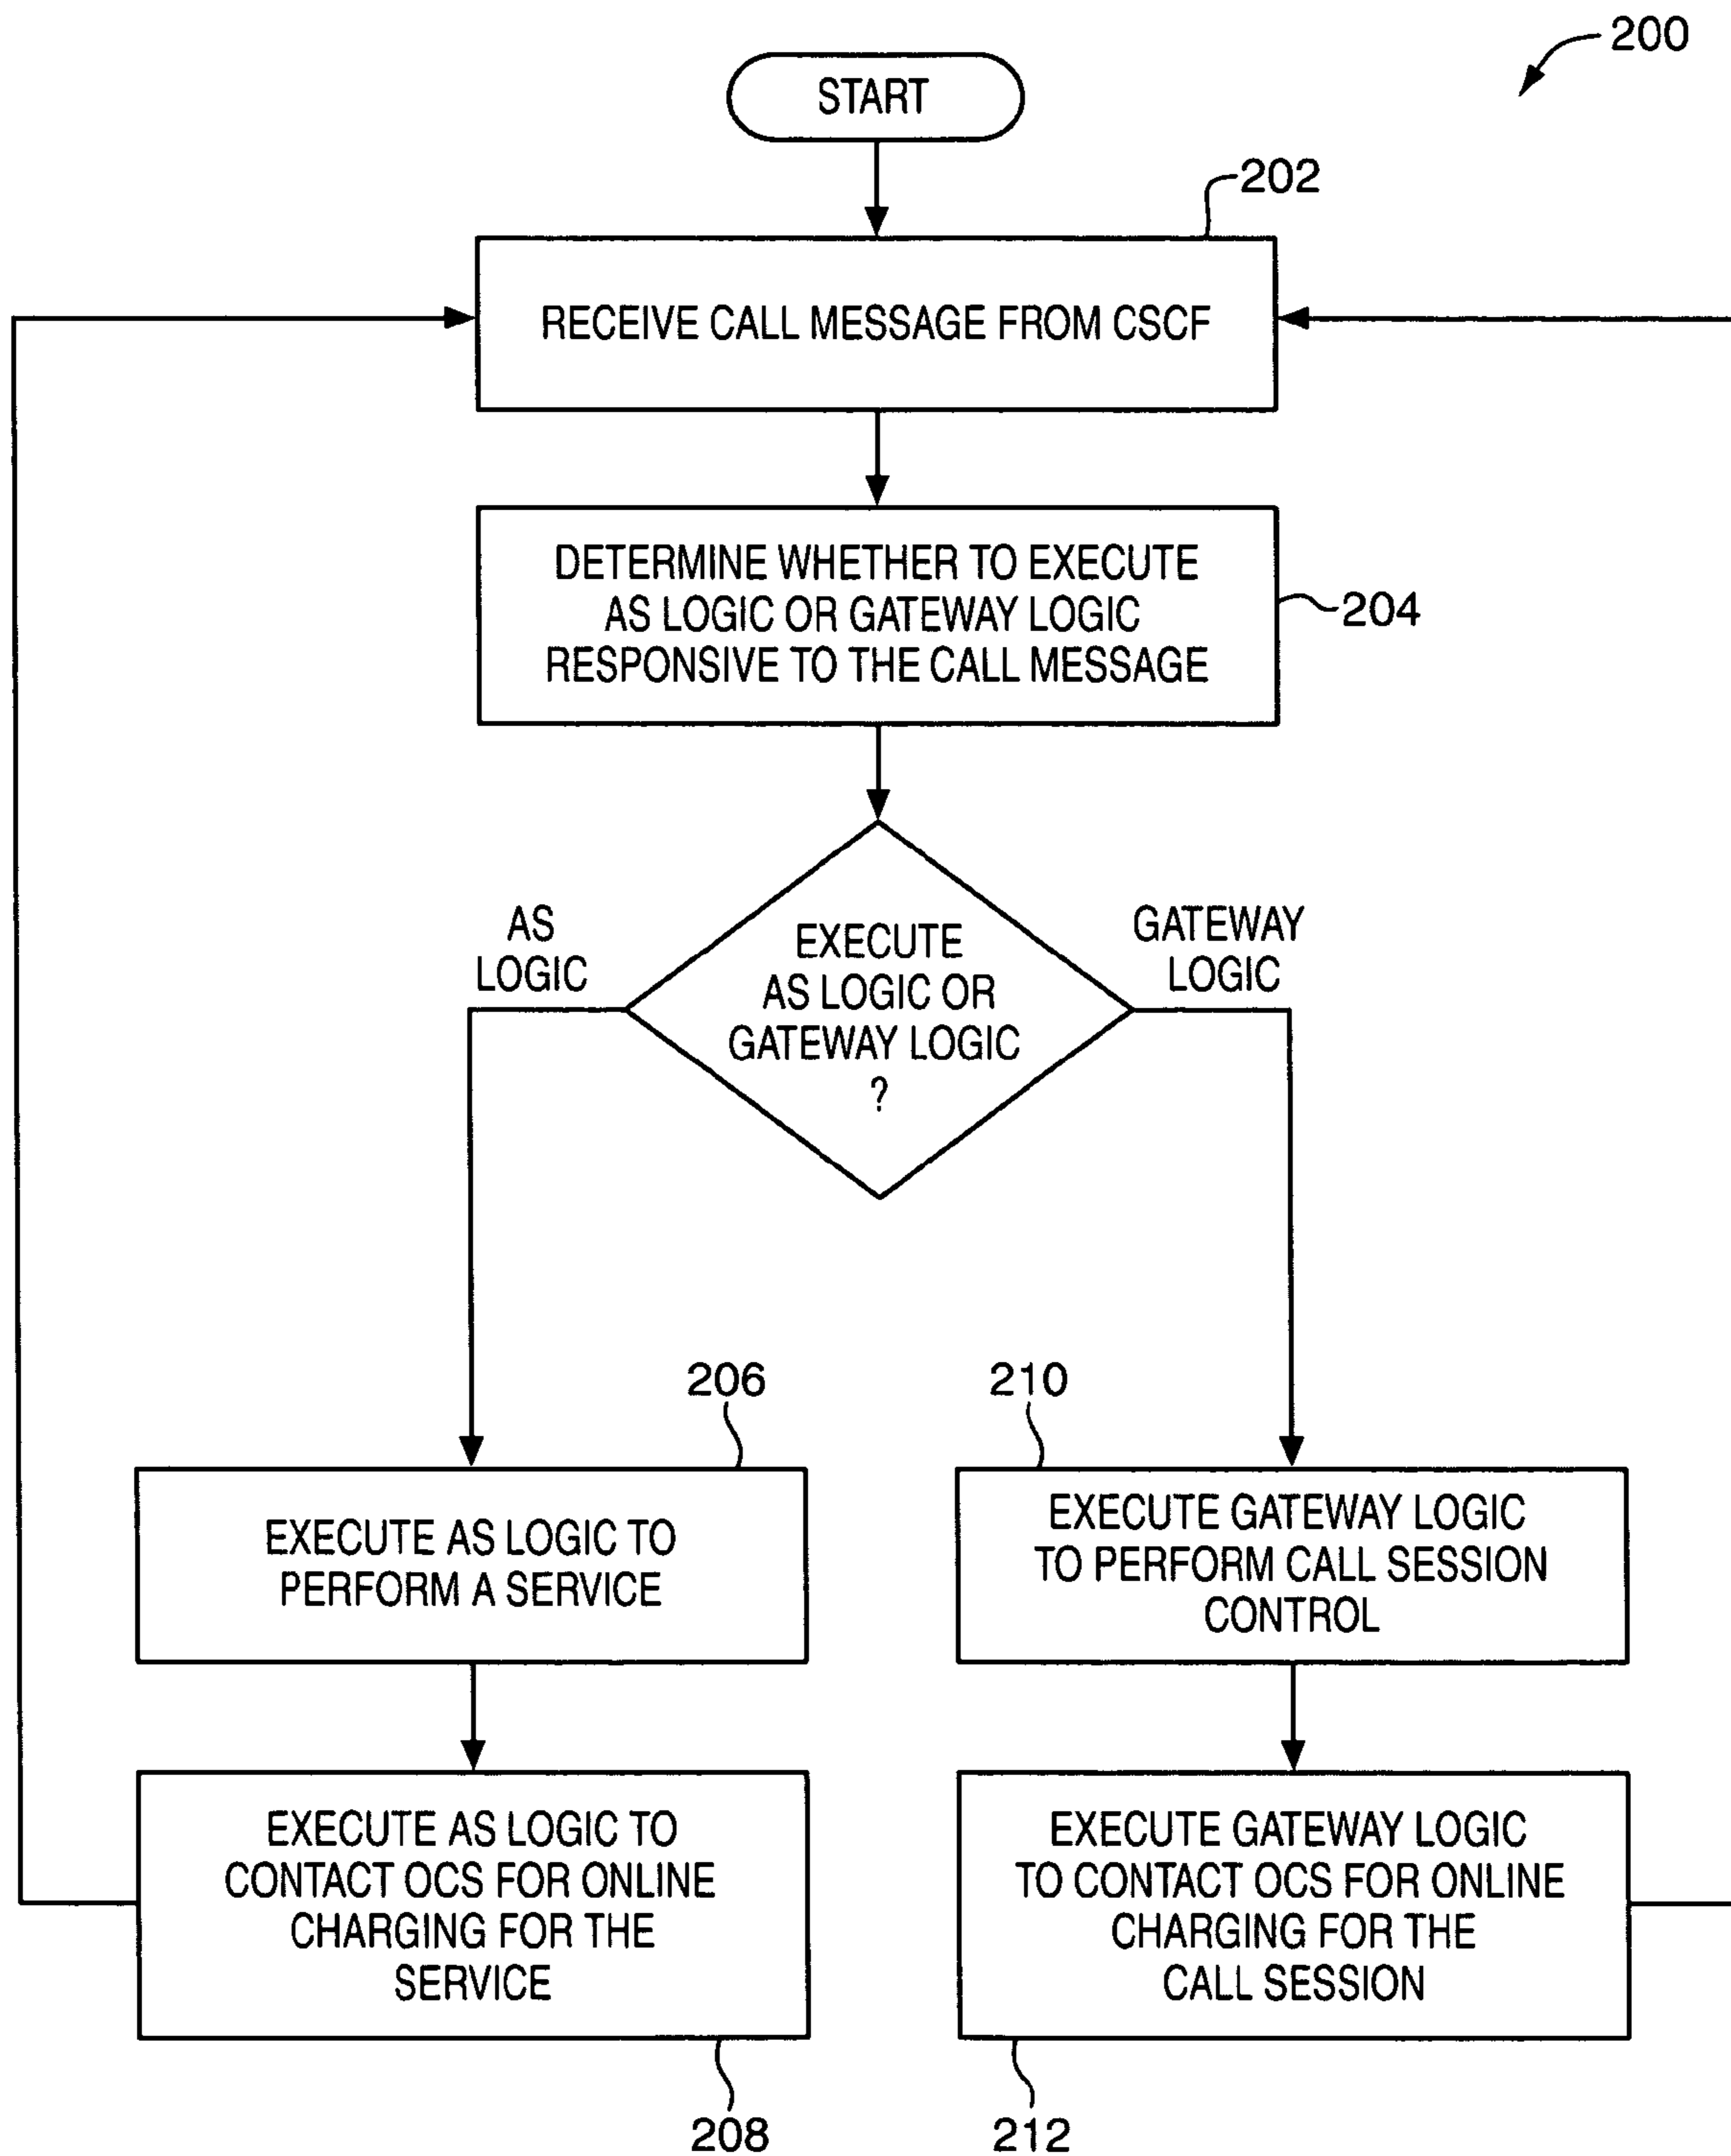 200
START
202
RECEIVE CALL MESSAGE FROM CSCF
DETERMINE WHETHER TO EXECUTE
AS LOGIC OR GATEWAY LOGIC
RESPONSIVE TO THE CALL MESSAGE
204
AS
LOGIC
EXECUTE
AS LOGIC OR
GATEWAY LOGIC
?
GATEWAY
LOGIC
206
EXECUTE AS LOGIC TO
PERFORM A SERVICE
210
EXECUTE GATEWAY LOGIC
TO PERFORM CALL SESSION
CONTROL
EXECUTE AS LOGIC TO
CONTACT OCS FOR ONLINE
CHARGING FOR THE
SERVICE
208
EXECUTE GATEWAY LOGIC
TO CONTACT OCS FOR ONLINE
CHARGING FOR THE
CALL SESSION
212